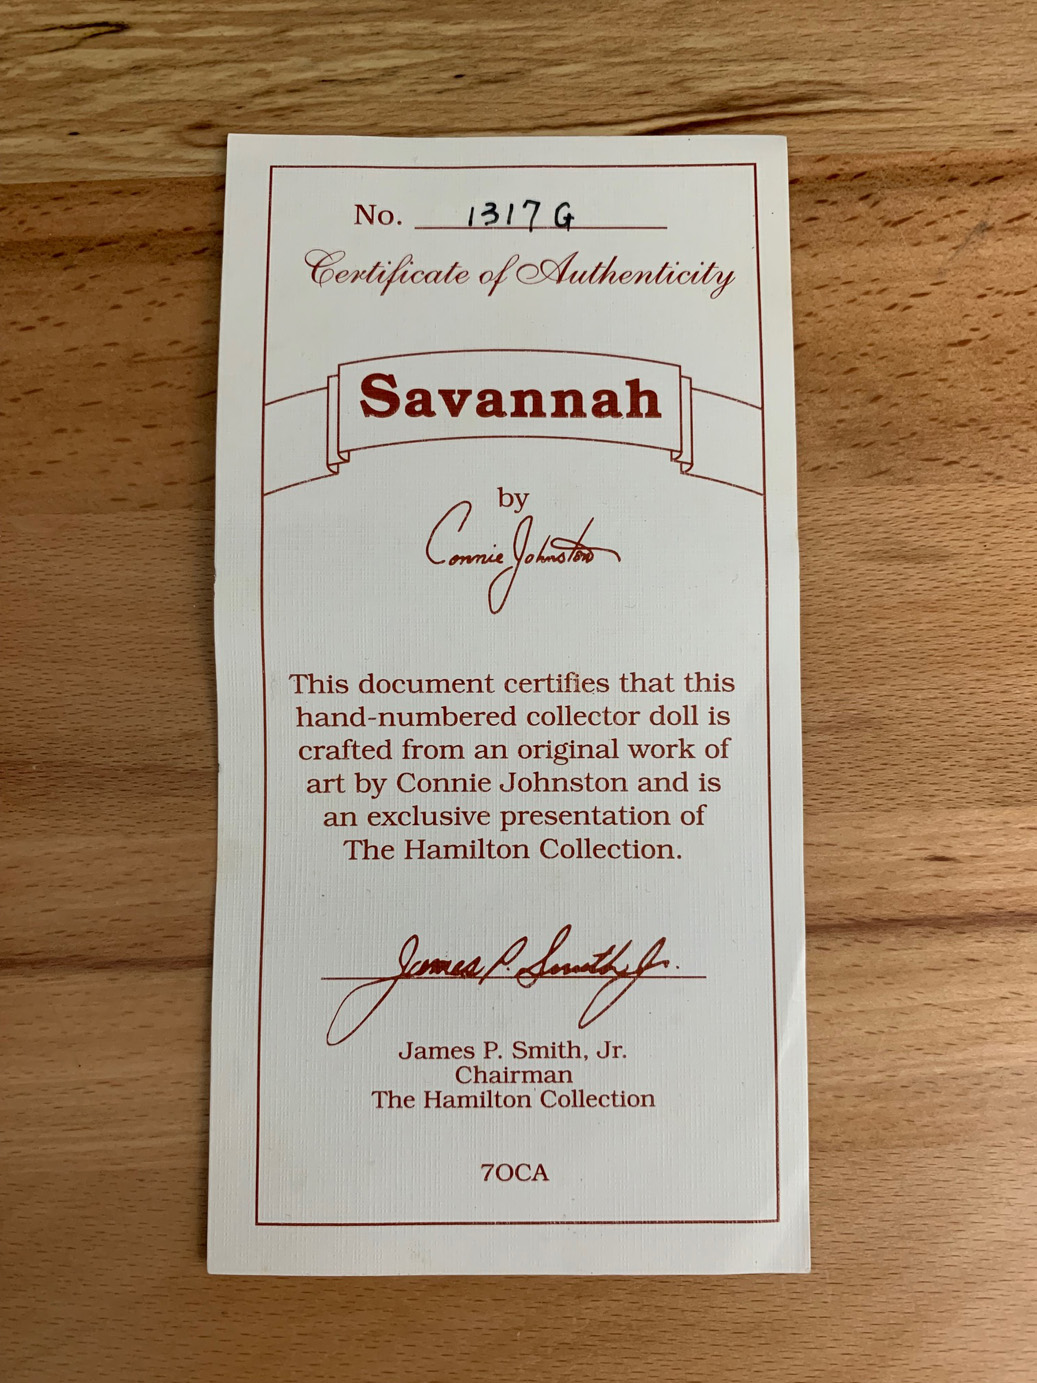 No. 1317 G
Certificate of Authenticity
Savannah
by
Connie Johnston
This document certifies that this
hand-numbered collector doll is
crafted from an original work of
art by Connie Johnston and is
an exclusive presentation of
The Hamilton Collection.
James P. Smith, Jr.
James P. Smith, Jr.
Chairman
The Hamilton Collection
7OCA